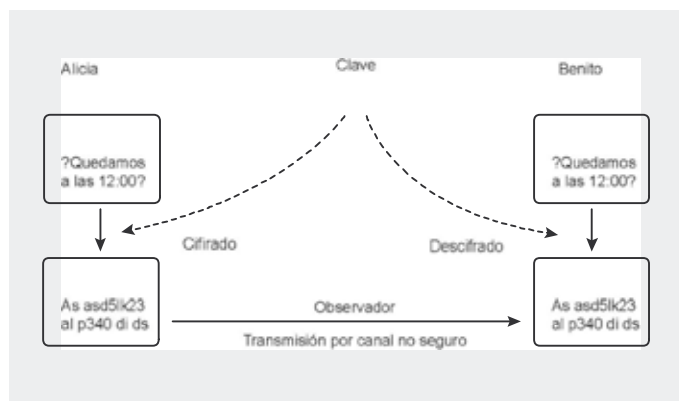 Alicia
Clave
Benito
?Quedamos
a las 12:00?
?Quedamos
a las 12:00?
Cifirado
Descifrado
As asd5lk23
al p340 di ds
Observador
Transmisión por canal no seguro
As asd5lk23
al p340 di ds